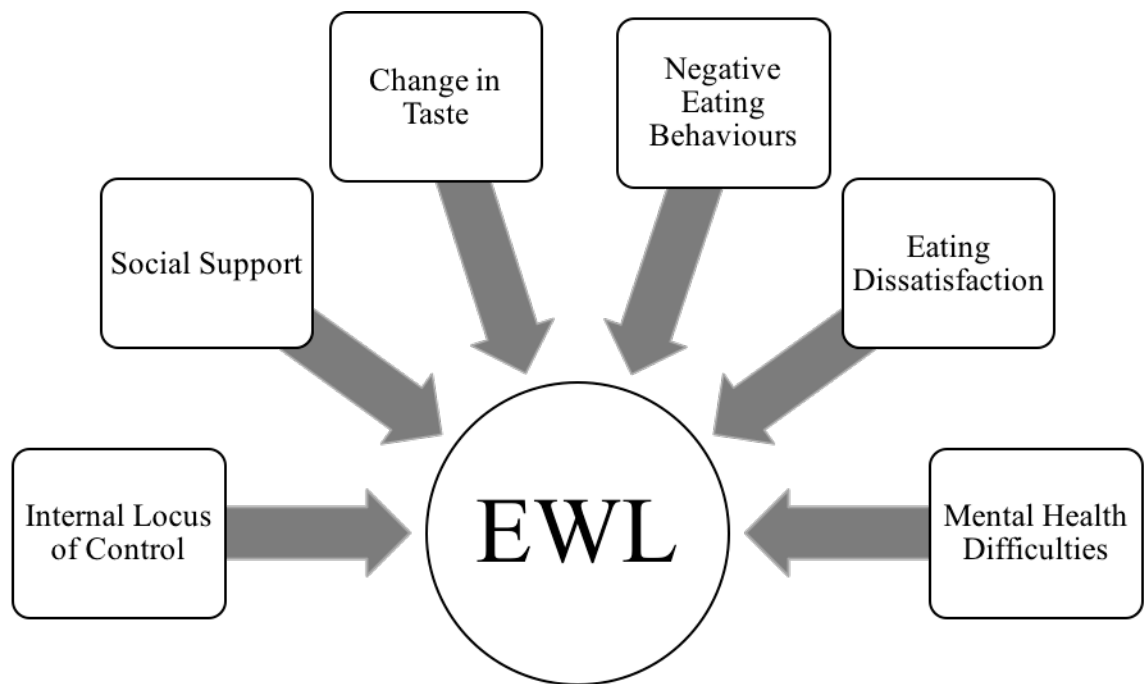 Change in
Taste
Negative
Eating
Behaviours
Social Support
Eating
Dissatisfaction
Internal Locus
of Control
EWL
Mental Health
Difficulties